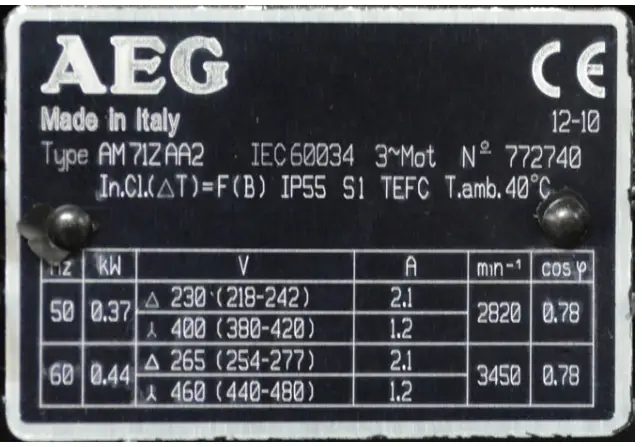 AEG CE
Made in Italy 12-10
Type AM 71Z AA2 IEC 60034 3~Mot Nº 772740
In.Cl.(△T)=F(B) IP55 S1 TEFC T.amb. 40°C
Hz kW V A min⁻¹ cos φ
50 0.37 △ 230 (218-242) 2.1 2820 0.78
⅄ 400 (380-420) 1.2
60 0.44 △ 265 (254-277) 2.1 3450 0.78
⅄ 460 (440-480) 1.2